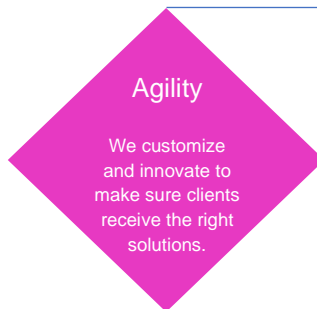 Agility
We customize
and innovate to
make sure clients
receive the right
solutions.